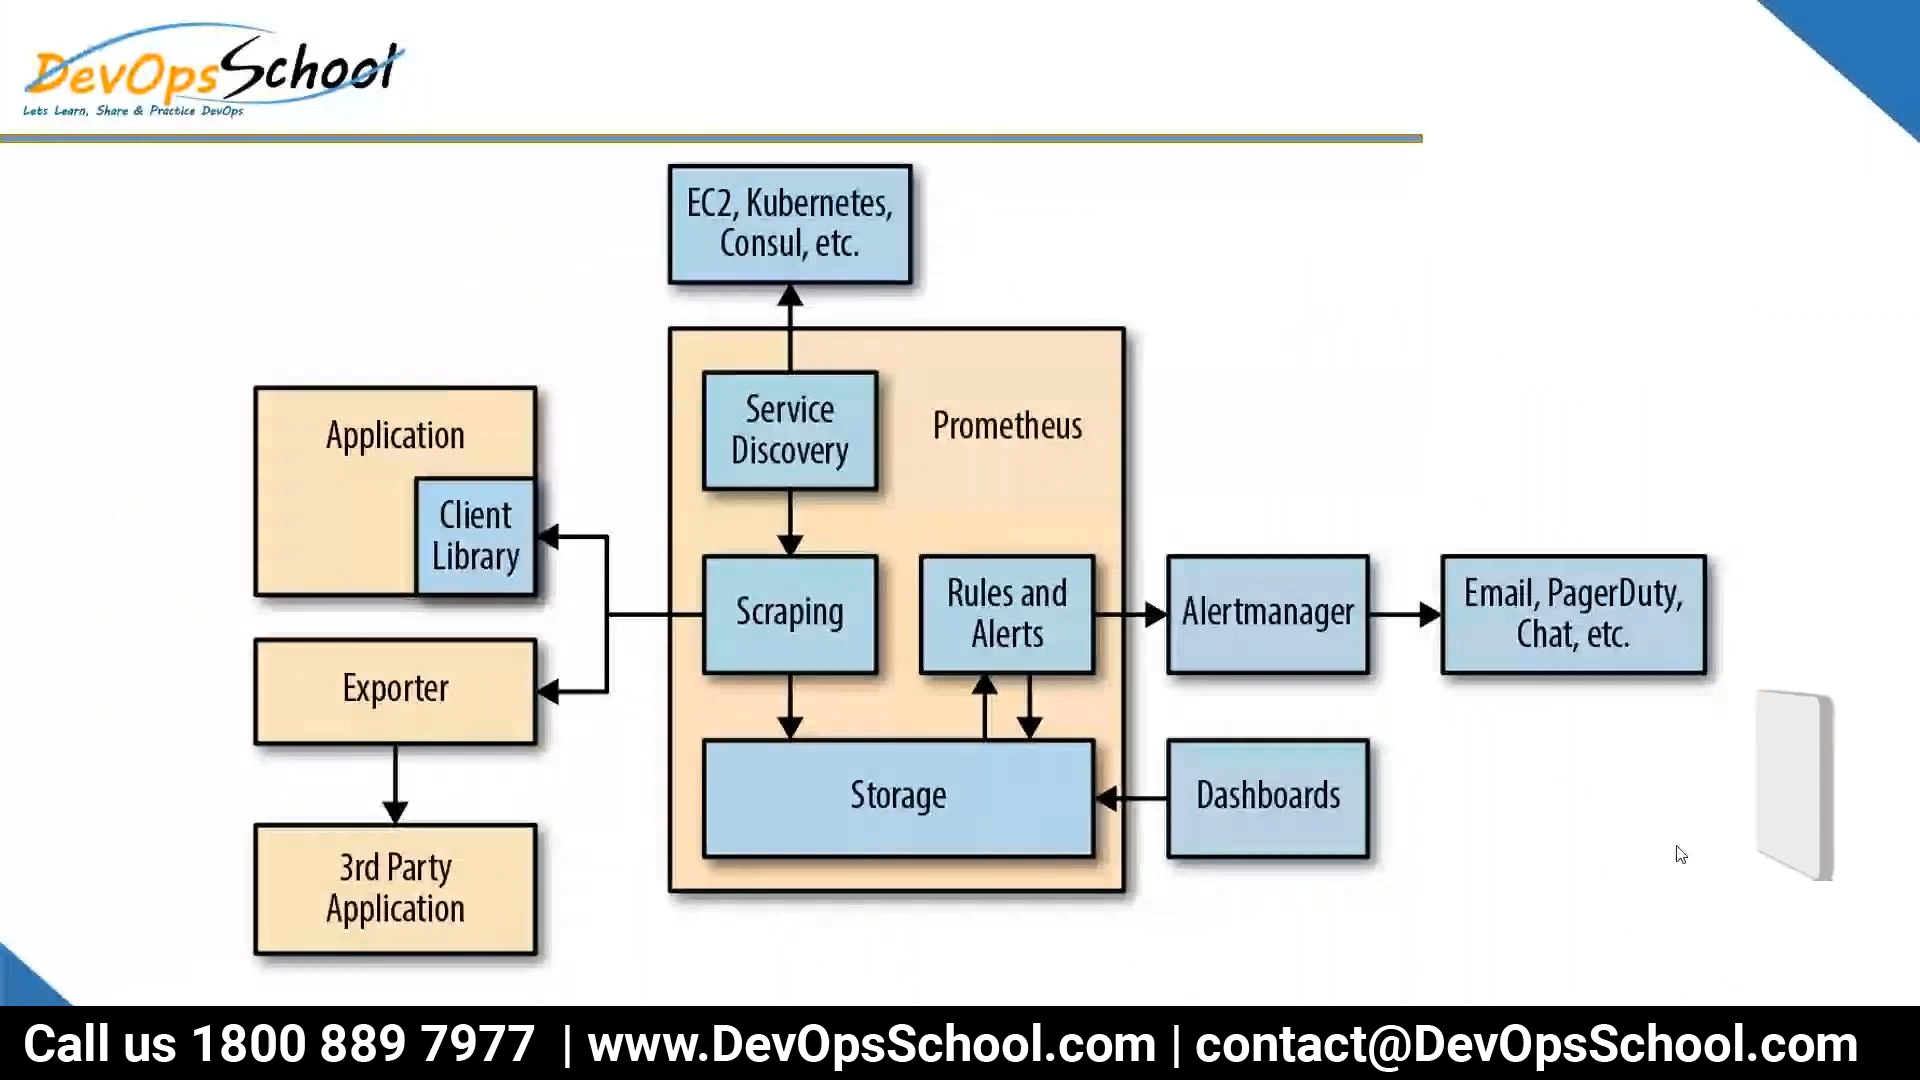 DevOpsSchool
Lets Learn, Share & Practice DevOps
EC2, Kubernetes,
Consul, etc.
Service
Discovery
Prometheus
Application
Client
Library
Scraping
Rules and
Alerts
Alertmanager
Email, PagerDuty,
Chat, etc.
Exporter
Storage
Dashboards
3rd Party
Application
Call us 1800 889 7977 | www.DevOpsSchool.com | contact@DevOpsSchool.com